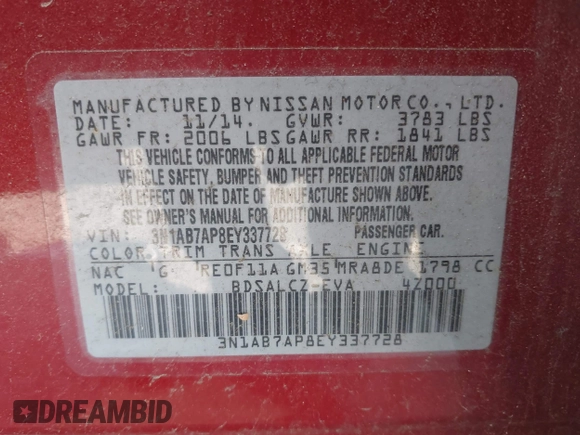 MANUFACTURED BY NISSAN MOTOR CO., LTD.
DATE: 11/14. GVWR: 3783 LBS
GAWR FR: 2006 LBS GAWR RR: 1841 LBS
THIS VEHICLE CONFORMS TO ALL APPLICABLE FEDERAL MOTOR
VEHICLE SAFETY, BUMPER AND THEFT PREVENTION STANDARDS
IN EFFECT ON THE DATE OF MANUFACTURE SHOWN ABOVE.
SEE OWNER'S MANUAL FOR ADDITIONAL INFORMATION.
VIN: 3N1AB7AP8EY337728 PASSENGER CAR.
COLOR TRIM TRANS AXLE ENGINE
NAC G RE0F11A GM35 MRA8DE 1798 CC
MODEL: BDSALCZ-EVA 4Z000
3N1AB7AP8EY337728
DREAMBID